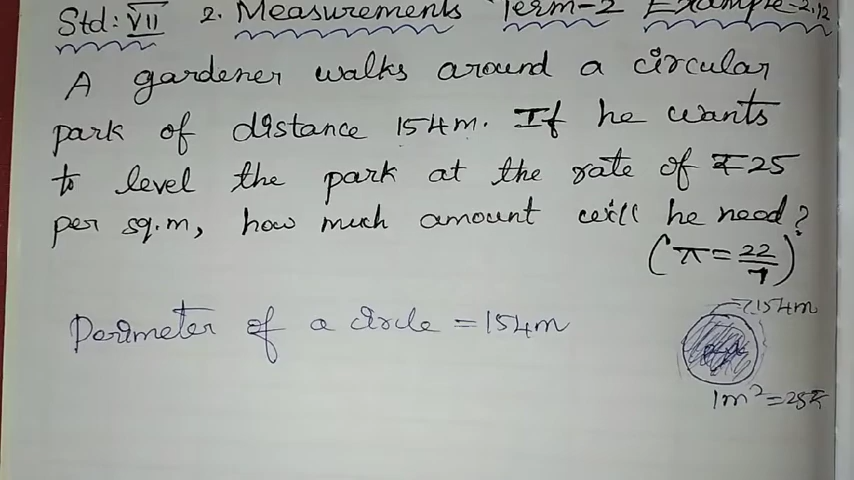 Std: VII 2. Measurements Term-2 Example-2.12
A gardener walks around a circular
park of distance 154m. If he wants
to level the park at the rate of ₹25
per sq.m, how much amount will he need?
(π = 22/7)
Perimeter of a circle = 154m
154m
1m² = 25₹